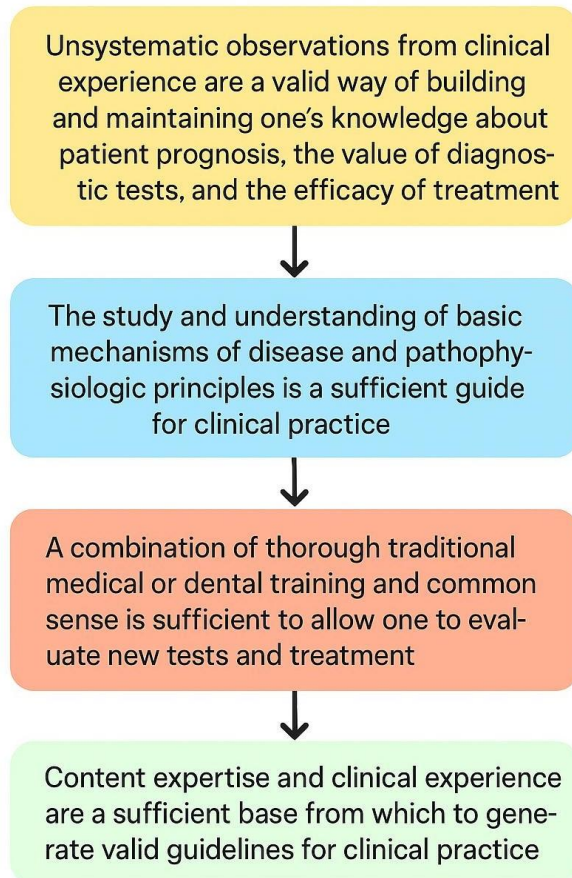 Unsystematic observations from clinical
experience are a valid way of building
and maintaining one's knowledge about
patient prognosis, the value of diagnos-
tic tests, and the efficacy of treatment
The study and understanding of basic
mechanisms of disease and pathophy-
siologic principles is a sufficient guide
for clinical practice
A combination of thorough traditional
medical or dental training and common
sense is sufficient to allow one to eval-
uate new tests and treatment
Content expertise and clinical experience
are a sufficient base from which to gene-
rate valid guidelines for clinical practice